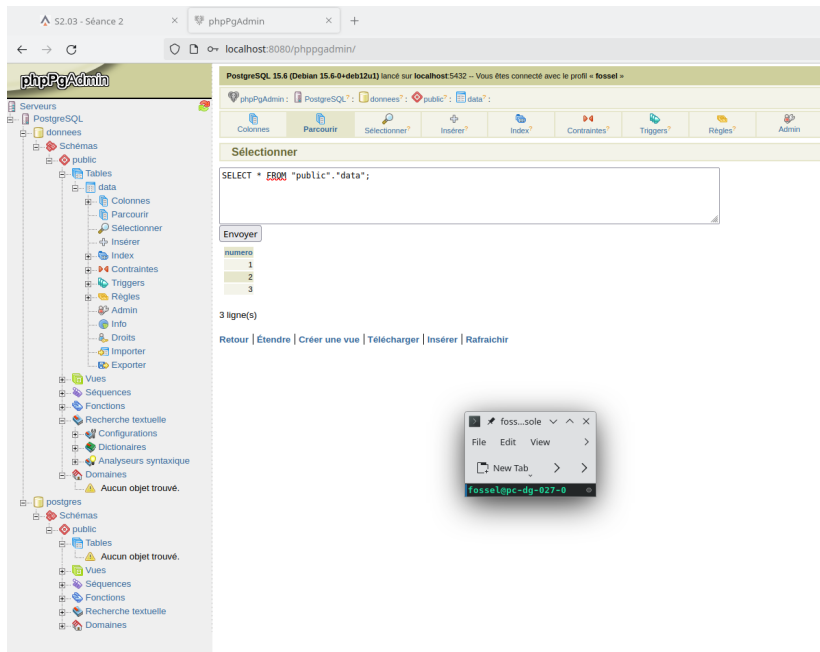 S2.03 - Séance 2
phpPgAdmin
localhost:8080/phppgadmin/
phpPgAdmin
Serveurs
PostgreSQL
donnees
Schémas
public
Tables
data
Colonnes
Parcourir
Sélectionner
Insérer
Index
Contraintes
Triggers
Règles
Admin
Info
Droits
Importer
Exporter
Vues
Séquences
Fonctions
Recherche textuelle
Configurations
Dictionaires
Analyseurs syntaxique
Domaines
Aucun objet trouvé.
postgres
Schémas
public
Tables
Aucun objet trouvé.
Vues
Séquences
Fonctions
Recherche textuelle
Domaines
PostgreSQL 15.6 (Debian 15.6-0+deb12u1) lancé sur localhost:5432 -- Vous êtes connecté avec le profil « fossel »
phpPgAdmin : PostgreSQL? : donnees? : public? : data? :
Colonnes Parcourir Sélectionner? Insérer? Index? Contraintes? Triggers? Règles? Admin
Sélectionner
SELECT * FROM "public"."data";
Envoyer
numero
1
2
3
3 ligne(s)
Retour | Étendre | Créer une vue | Télécharger | Insérer | Rafraichir
foss...sole
File Edit View
New Tab
fossel@pc-dg-027-0